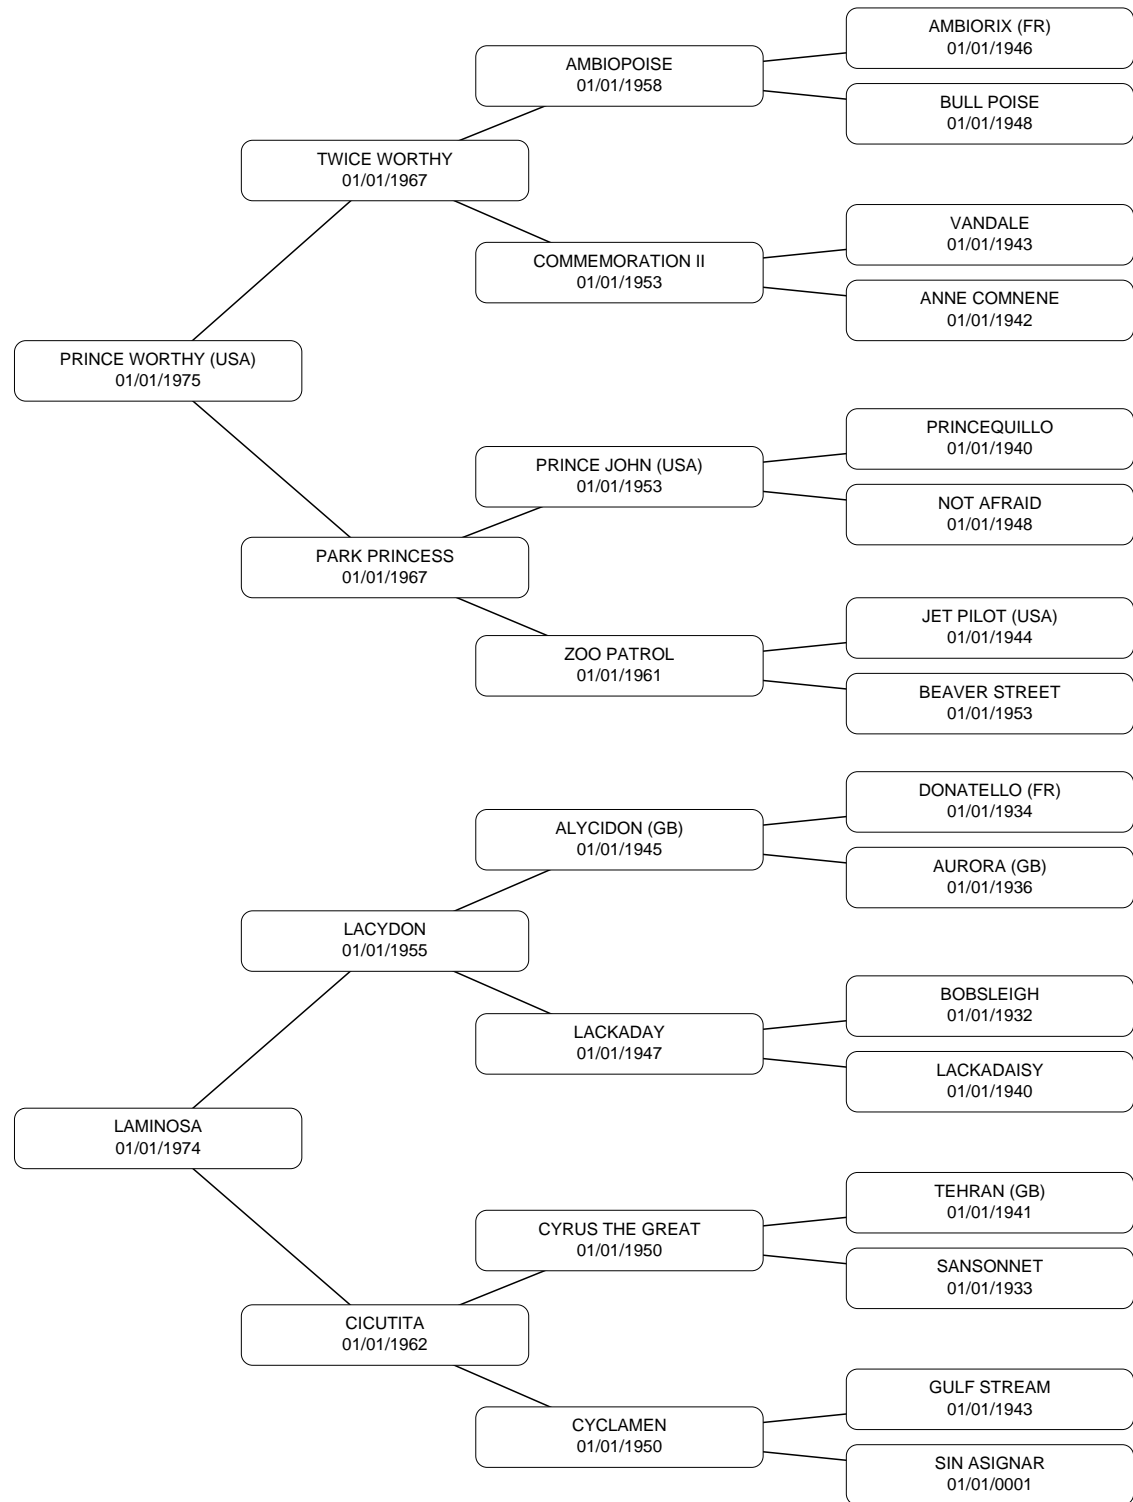 AMBIORIX (FR)
01/01/1946
AMBIOPOISE
01/01/1958
BULL POISE
01/01/1948
TWICE WORTHY
01/01/1967
VANDALE
01/01/1943
COMMEMORATION II
01/01/1953
ANNE COMNENE
01/01/1942
PRINCE WORTHY (USA)
01/01/1975
PRINCEQUILLO
01/01/1940
PRINCE JOHN (USA)
01/01/1953
NOT AFRAID
01/01/1948
PARK PRINCESS
01/01/1967
JET PILOT (USA)
01/01/1944
ZOO PATROL
01/01/1961
BEAVER STREET
01/01/1953
DONATELLO (FR)
01/01/1934
ALYCIDON (GB)
01/01/1945
AURORA (GB)
01/01/1936
LACYDON
01/01/1955
BOBSLEIGH
01/01/1932
LACKADAY
01/01/1947
LACKADAISY
01/01/1940
LAMINOSA
01/01/1974
TEHRAN (GB)
01/01/1941
CYRUS THE GREAT
01/01/1950
SANSONNET
01/01/1933
CICUTITA
01/01/1962
GULF STREAM
01/01/1943
CYCLAMEN
01/01/1950
SIN ASIGNAR
01/01/0001